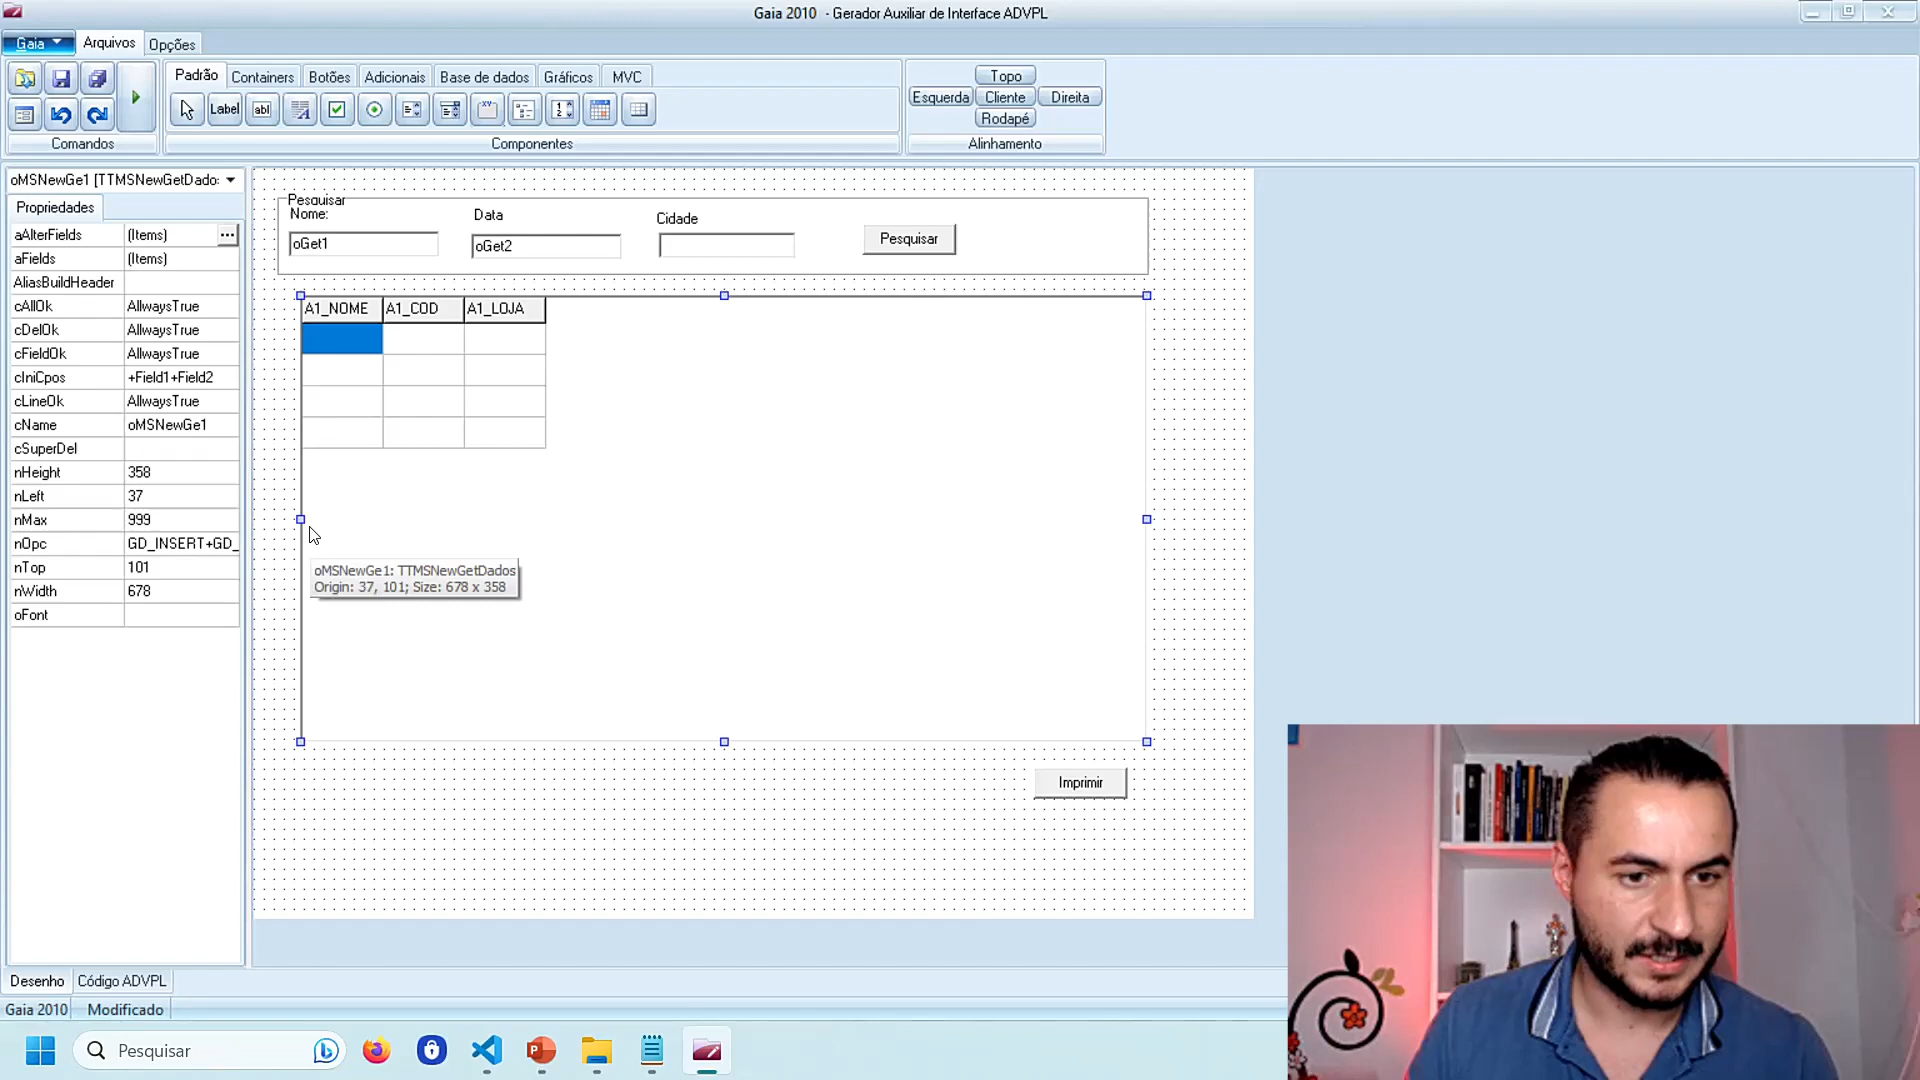 Gaia 2010 - Gerador Auxiliar de Interface ADVPL
Gaia
Arquivos
Opções
Padrão
Containers
Botões
Adicionais
Base de dados
Gráficos
MVC
Label
abl
Comandos
Componentes
Topo
Esquerda
Cliente
Direita
Rodapé
Alinhamento
oMSNewGe1 [TTMSNewGetDado:
Propriedades
aAlterFields (Items) ...
aFields (Items)
AliasBuildHeader
cAllOk AllwaysTrue
cDelOk AllwaysTrue
cFieldOk AllwaysTrue
cIniCpos +Field1+Field2
cLineOk AllwaysTrue
cName oMSNewGe1
cSuperDel
nHeight 358
nLeft 37
nMax 999
nOpc GD_INSERT+GD_
nTop 101
nWidth 678
oFont
Pesquisar
Nome:
Data
Cidade
oGet1
oGet2
Pesquisar
A1_NOME A1_COD A1_LOJA
oMSNewGe1: TTMSNewGetDados
Origin: 37, 101; Size: 678 x 358
Imprimir
Desenho
Código ADVPL
Gaia 2010
Modificado
Pesquisar